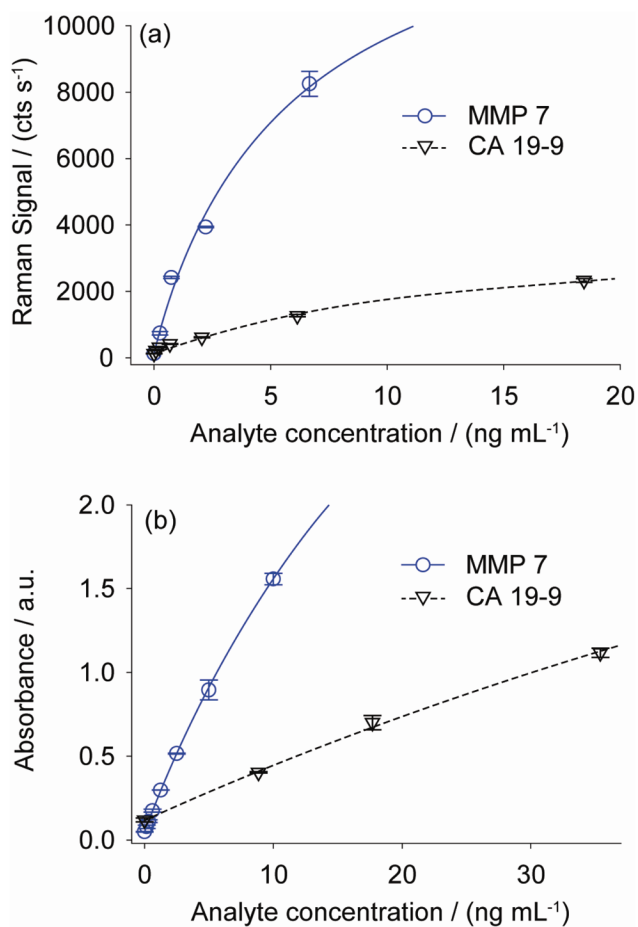 (a)
10000
8000
6000
4000
2000
0
Raman Signal / (cts s⁻¹)
MMP 7
CA 19-9
0 5 10 15 20
Analyte concentration / (ng mL⁻¹)
(b)
2.0
1.5
1.0
0.5
0.0
Absorbance / a.u.
MMP 7
CA 19-9
0 10 20 30
Analyte concentration / (ng mL⁻¹)